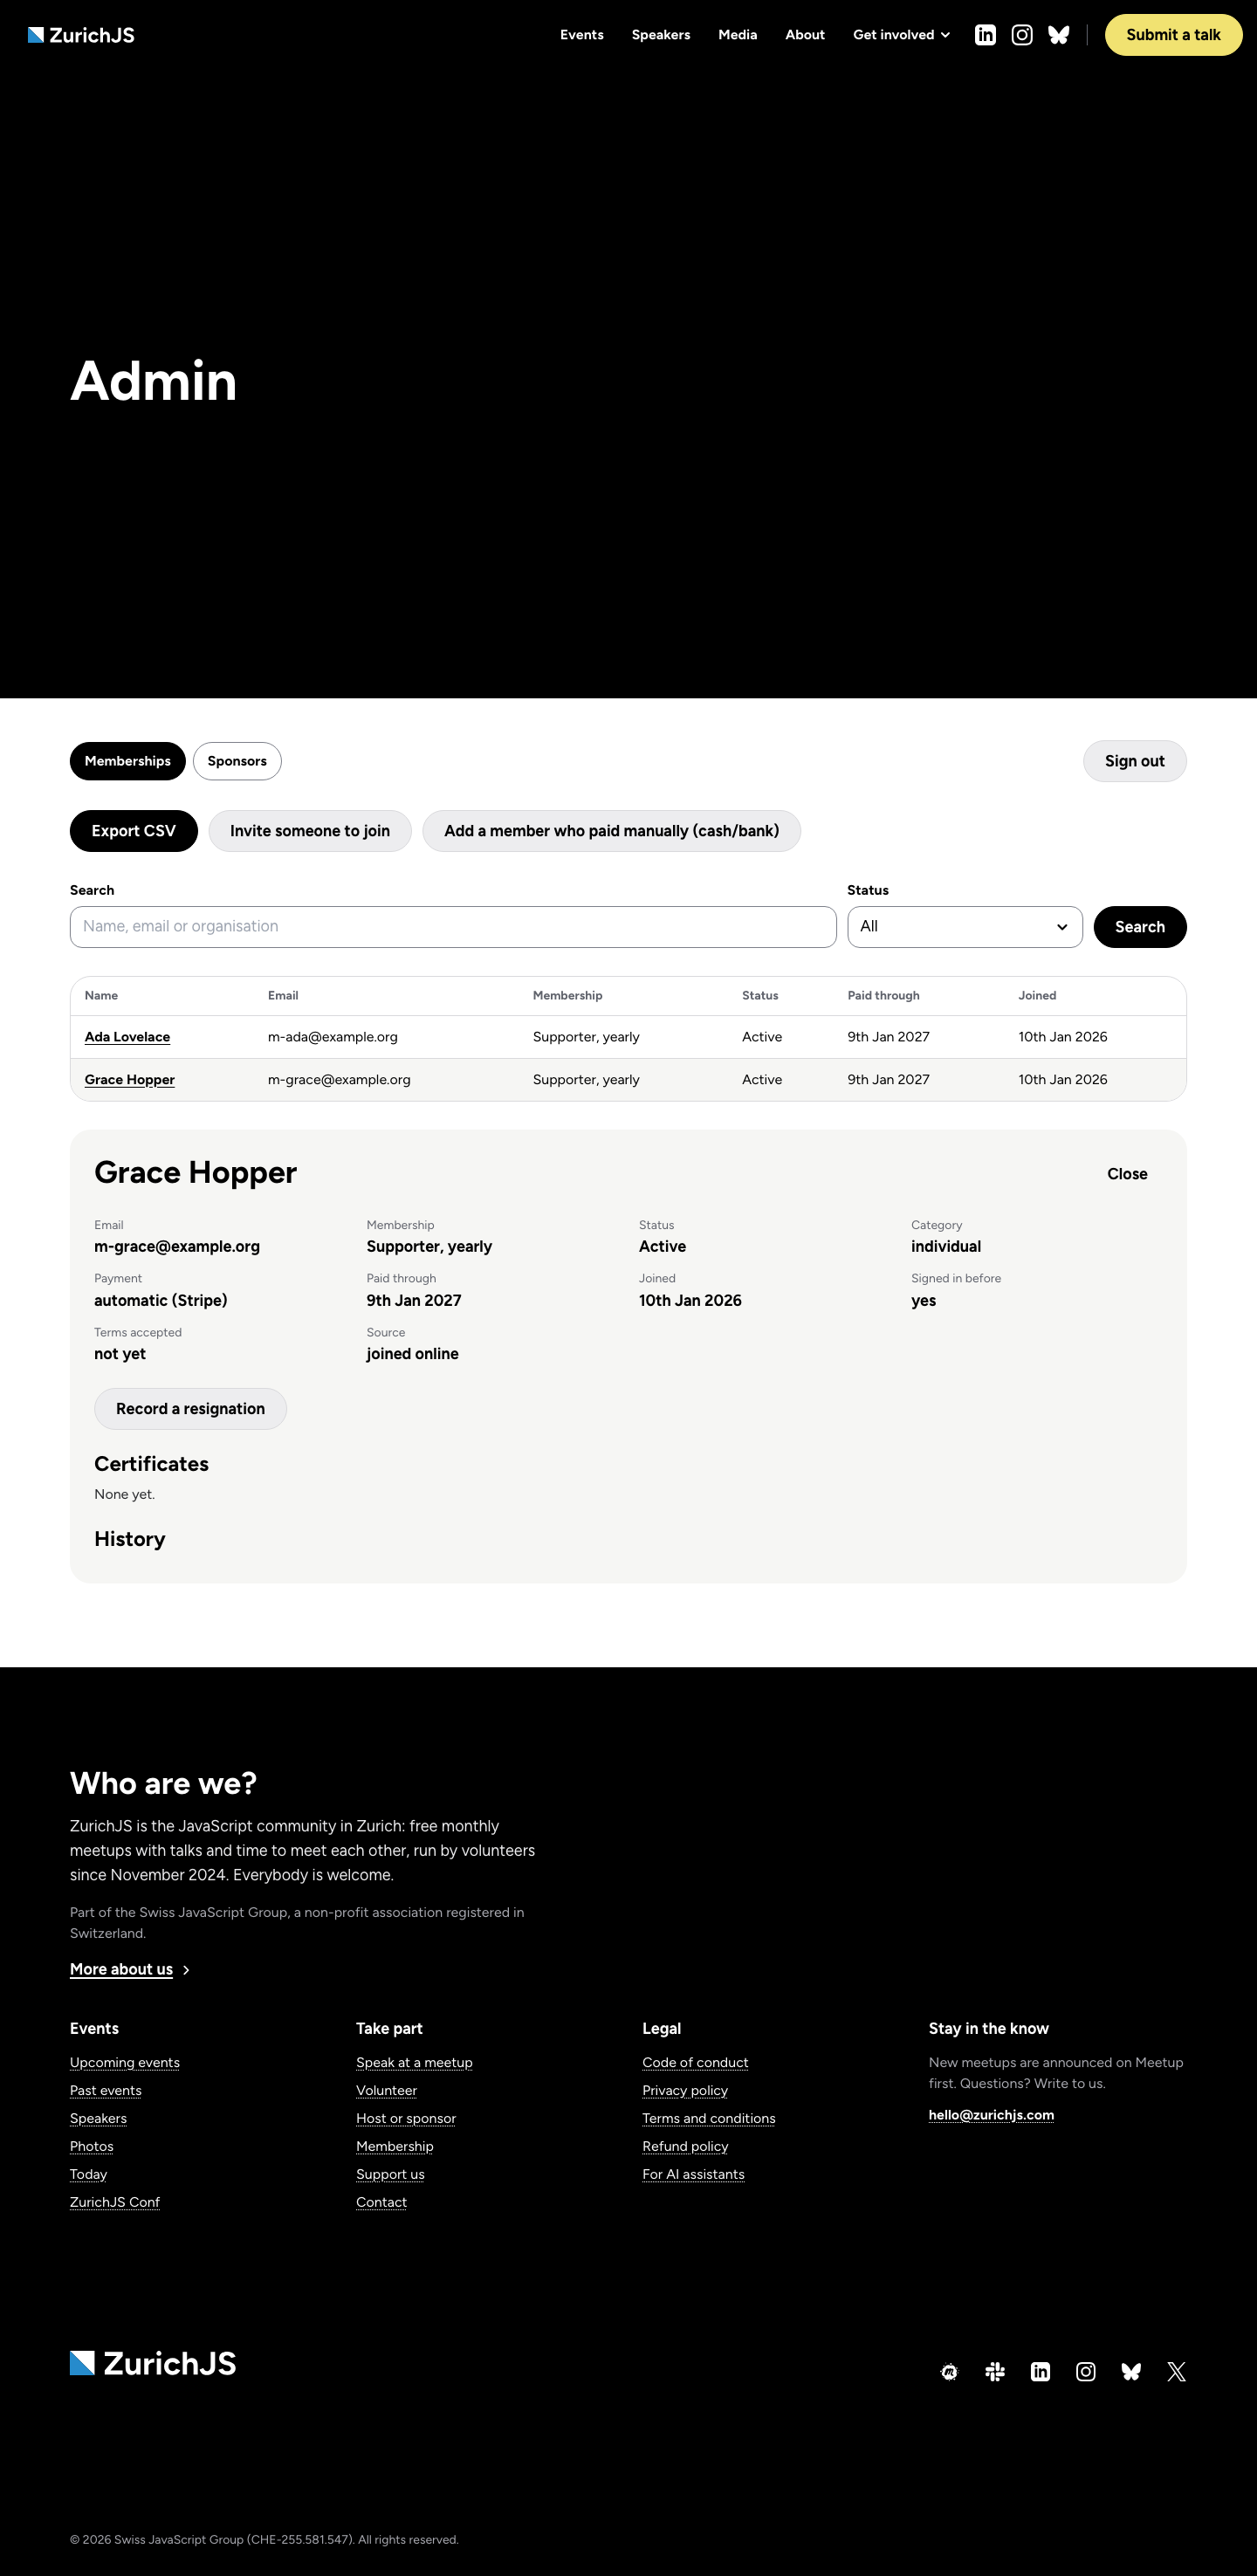 ZurichJS
Events Speakers Media About Get involved Submit a talk
Admin
Memberships Sponsors Sign out
Export CSV Invite someone to join Add a member who paid manually (cash/bank)
Search Status
Name, email or organisation All Search
Name Email Membership Status Paid through Joined
Ada Lovelace m-ada@example.org Supporter, yearly Active 9th Jan 2027 10th Jan 2026
Grace Hopper m-grace@example.org Supporter, yearly Active 9th Jan 2027 10th Jan 2026
Grace Hopper Close
Email Membership Status Category
m-grace@example.org Supporter, yearly Active individual
Payment Paid through Joined Signed in before
automatic (Stripe) 9th Jan 2027 10th Jan 2026 yes
Terms accepted Source
not yet joined online
Record a resignation
Certificates
None yet.
History
Who are we?
ZurichJS is the JavaScript community in Zurich: free monthly
meetups with talks and time to meet each other, run by volunteers
since November 2024. Everybody is welcome.
Part of the Swiss JavaScript Group, a non-profit association registered in
Switzerland.
More about us
Events Take part Legal Stay in the know
Upcoming events Speak at a meetup Code of conduct New meetups are announced on Meetup
Past events Volunteer Privacy policy first. Questions? Write to us.
Speakers Host or sponsor Terms and conditions hello@zurichjs.com
Photos Membership Refund policy
Today Support us For AI assistants
ZurichJS Conf Contact
ZurichJS
© 2026 Swiss JavaScript Group (CHE-255.581.547). All rights reserved.